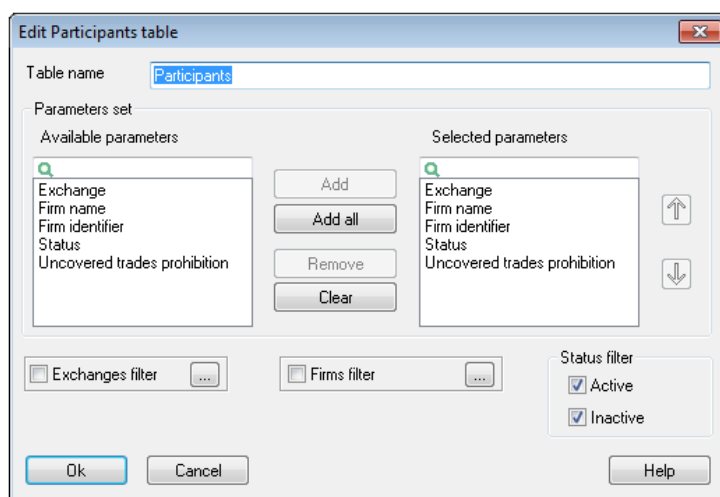 Edit Participants table
Table name Participants
Parameters set
Available parameters Selected parameters
Exchange
Firm name
Firm identifier
Status
Uncovered trades prohibition
Add
Add all
Remove
Clear
Exchange
Firm name
Firm identifier
Status
Uncovered trades prohibition
Exchanges filter ...
Firms filter ...
Status filter
Active
Inactive
Ok Cancel Help